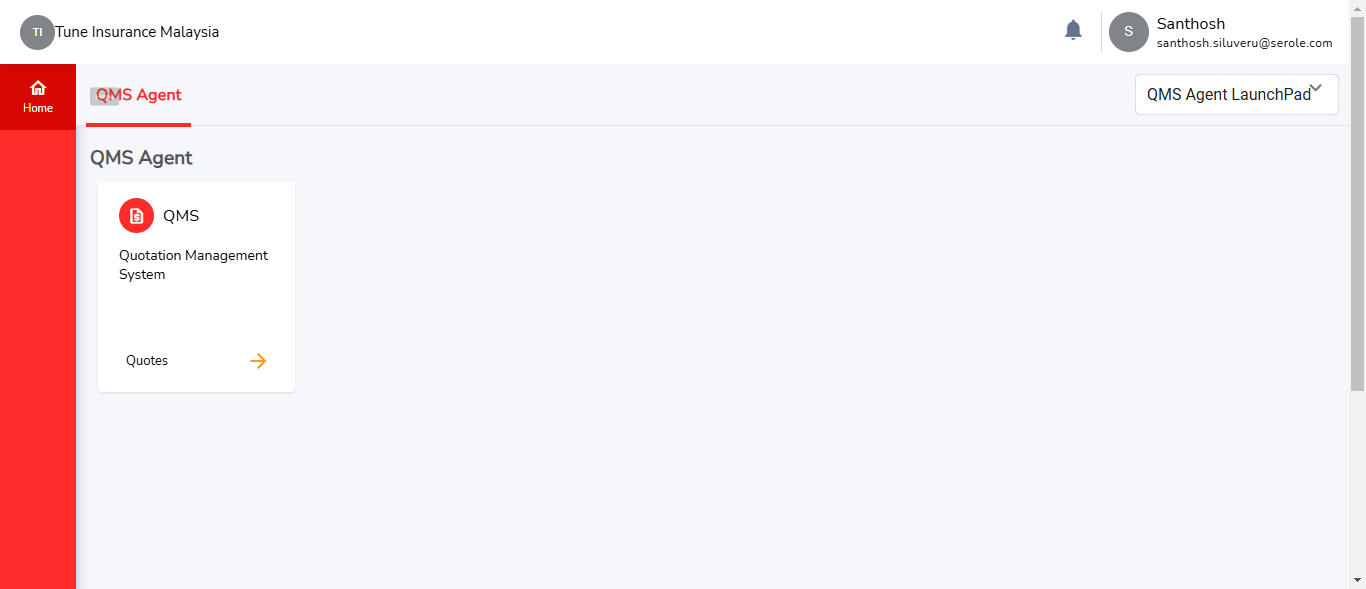 TI Tune Insurance Malaysia
S
Santhosh
santhosh.siluveru@serole.com
Home
QMS Agent
QMS Agent LaunchPad
QMS Agent
QMS
Quotation Management
System
Quotes